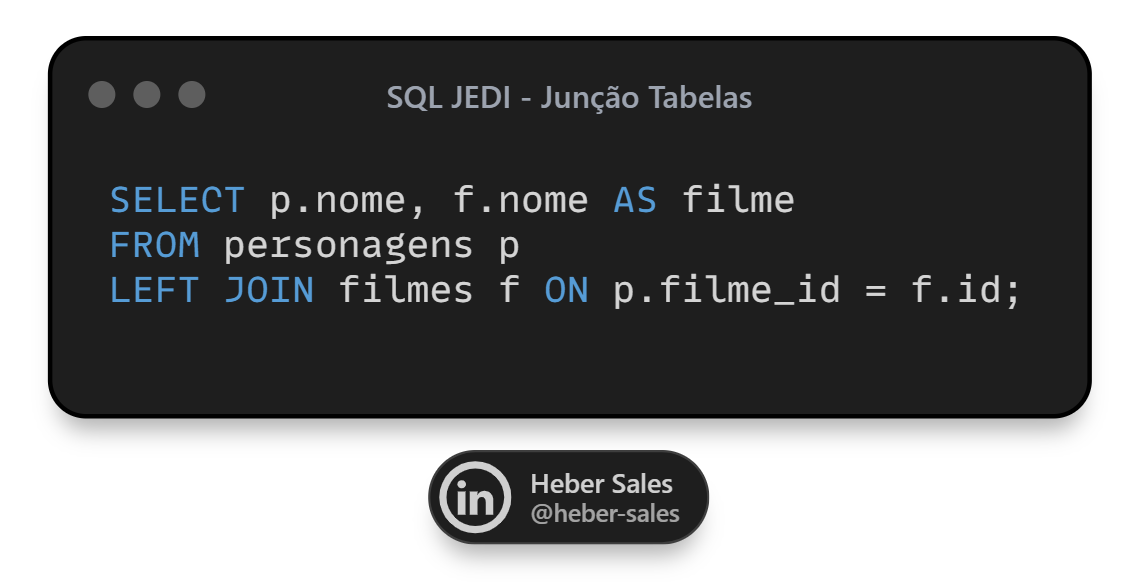 SQL JEDI - Junção Tabelas
SELECT p.nome, f.nome AS filme
FROM personagens p
LEFT JOIN filmes f ON p.filme_id = f.id;
in
Heber Sales
@heber-sales